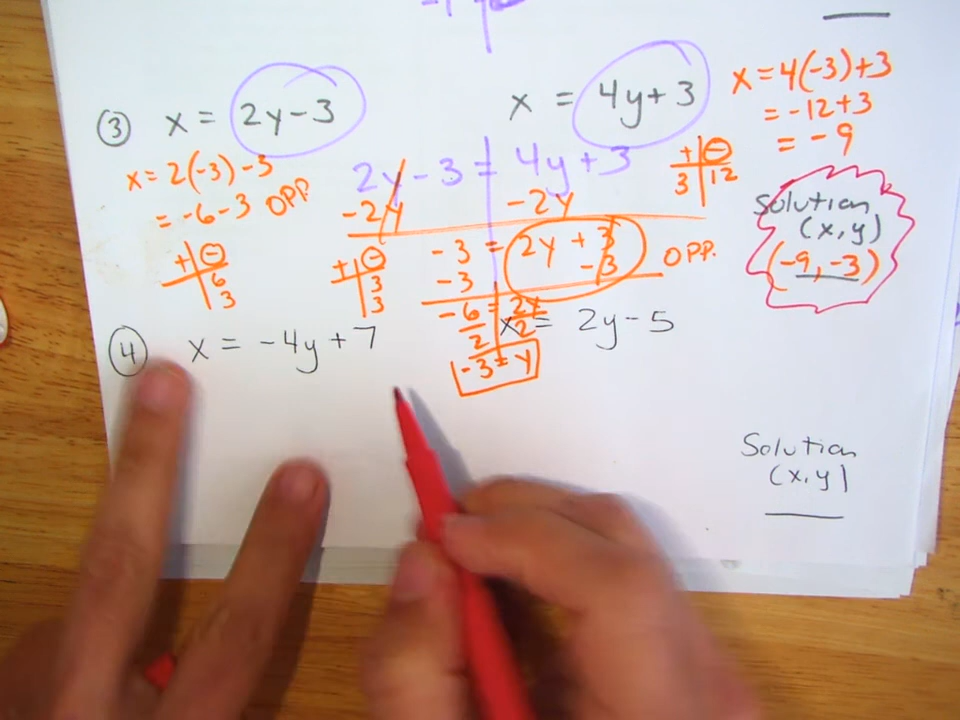 -1
③ x = 2y-3
x = 4y+3
x = 4(-3)+3
= -12+3
= -9
x = 2(-3)-3
= -6-3 OPP.
+ -
6
3
2y-3 = 4y+3
-2y -2y
-3 = 2y+3
-3 -3
OPP.
+ -
3
3
-6 = 2y
2 2
-3 = y
+ -
3 12
Solution
(x,y)
(-9,-3)
④ x = -4y+7
x = 2y-5
Solution
(x,y)